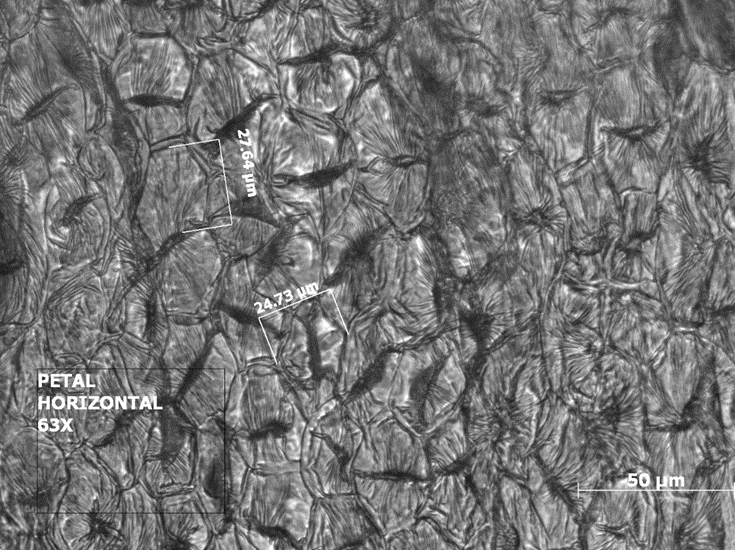 27.64 µm
24.73 µm
PETAL
HORIZONTAL
63X
50 µm